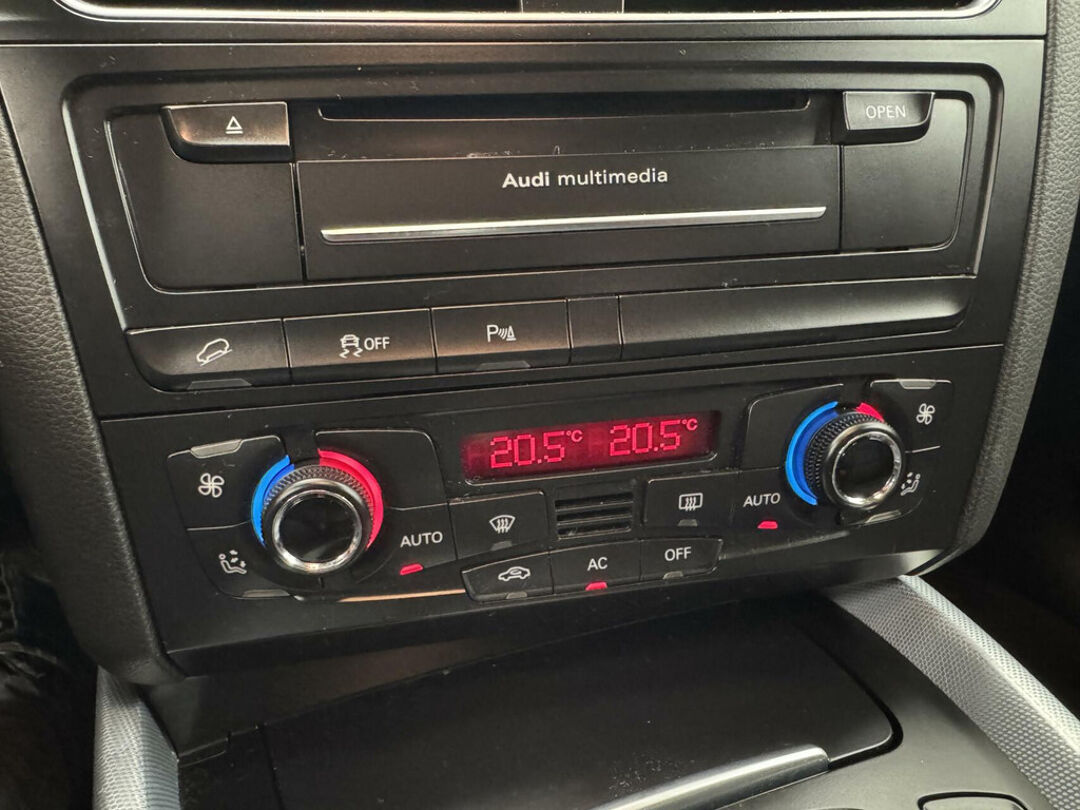 OPEN
Audi multimedia
OFF
P
20.5°C 20.5°C
AUTO
AUTO
AC
OFF